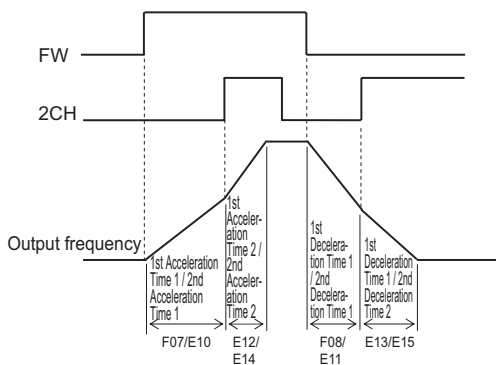 FW
2CH
Output frequency
1st Acceleration
Time 1 / 2nd
Acceleration
Time 1
1st
Acceler-
ation
Time 2 /
2nd
Acceler-
ation
Time 2
1st
Decelera-
tion Time 1
/ 2nd
Decelera-
tion Time 1
1st
Deceleration
Time 1 / 2nd
Deceleration
Time 2
F07/E10
E12/
E14
F08/
E11
E13/E15